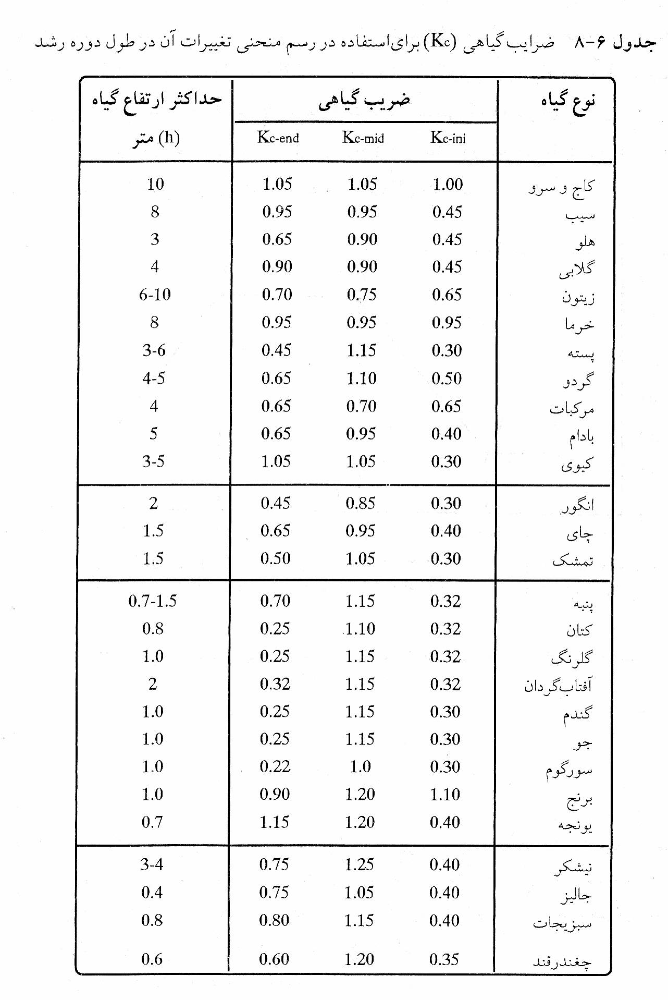 جدول ۶-۸ ضرایب گیاهی (Kc) برای استفاده در رسم منحنی تغییرات آن در طول دوره رشد
نوع گیاه ضریب گیاهی حداکثر ارتفاع گیاه
Kc-ini Kc-mid Kc-end (h) متر
کاج و سرو 1.00 1.05 1.05 10
سیب 0.45 0.95 0.95 8
هلو 0.45 0.90 0.65 3
گلابی 0.45 0.90 0.90 4
زیتون 0.65 0.75 0.70 6-10
خرما 0.95 0.95 0.95 8
پسته 0.30 1.15 0.45 3-6
گردو 0.50 1.10 0.65 4-5
مرکبات 0.65 0.70 0.65 4
بادام 0.40 0.95 0.65 5
کیوی 0.30 1.05 1.05 3-5
انگور 0.30 0.85 0.45 2
چای 0.40 0.95 0.65 1.5
تمشک 0.30 1.05 0.50 1.5
پنبه 0.32 1.15 0.70 0.7-1.5
کتان 0.32 1.10 0.25 0.8
گلرنگ 0.32 1.15 0.25 1.0
آفتاب‌گردان 0.32 1.15 0.32 2
گندم 0.30 1.15 0.25 1.0
جو 0.30 1.15 0.25 1.0
سورگوم 0.30 1.0 0.22 1.0
برنج 1.10 1.20 0.90 1.0
یونجه 0.40 1.20 1.15 0.7
نیشکر 0.40 1.25 0.75 3-4
جالیز 0.40 1.05 0.75 0.4
سبزیجات 0.40 1.15 0.80 0.8
چغندرقند 0.35 1.20 0.60 0.6